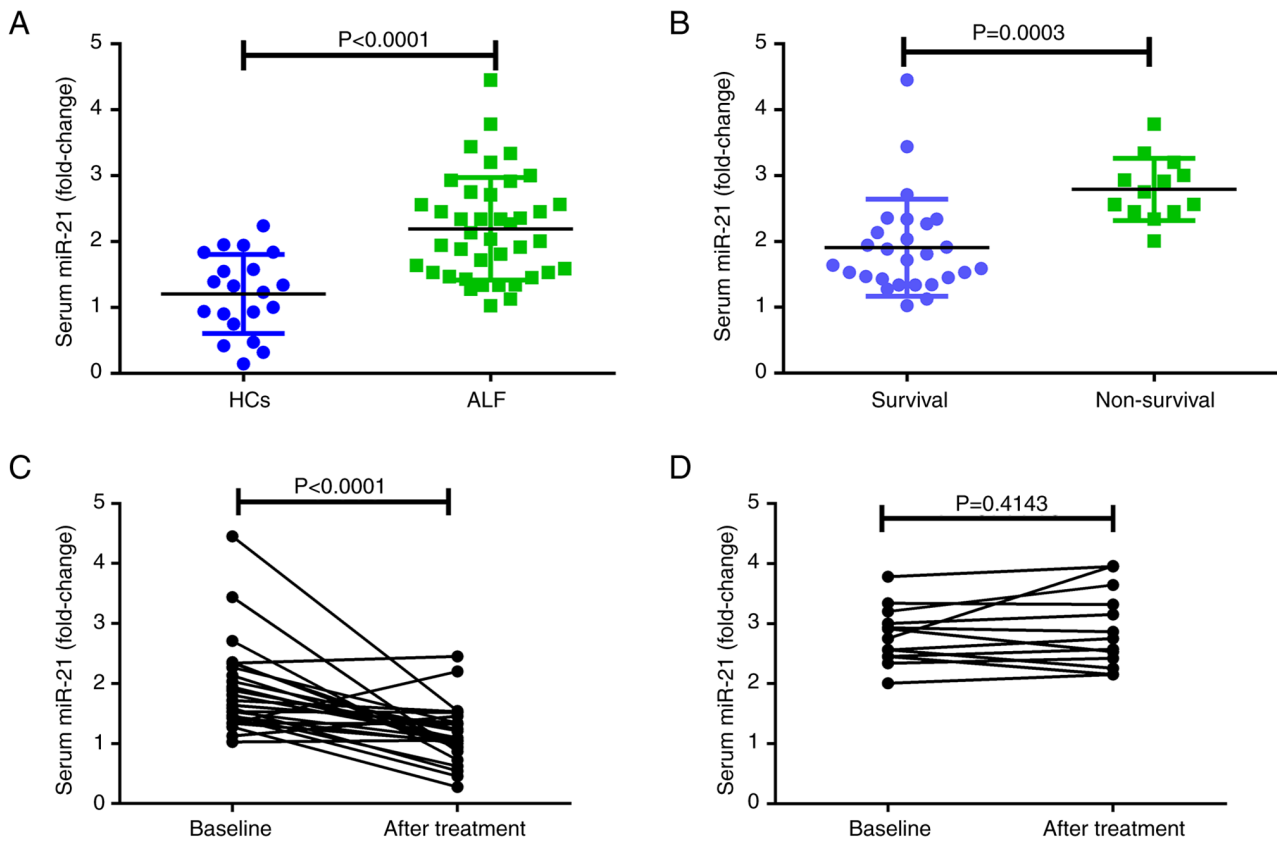 A
P<0.0001
Serum miR-21 (fold-change)
5
4
3
2
1
0
HCs
ALF
B
P=0.0003
Serum miR-21 (fold-change)
5
4
3
2
1
0
Survival
Non-survival
C
P<0.0001
Serum miR-21 (fold-change)
5
4
3
2
1
0
Baseline
After treatment
D
P=0.4143
Serum miR-21 (fold-change)
5
4
3
2
1
0
Baseline
After treatment